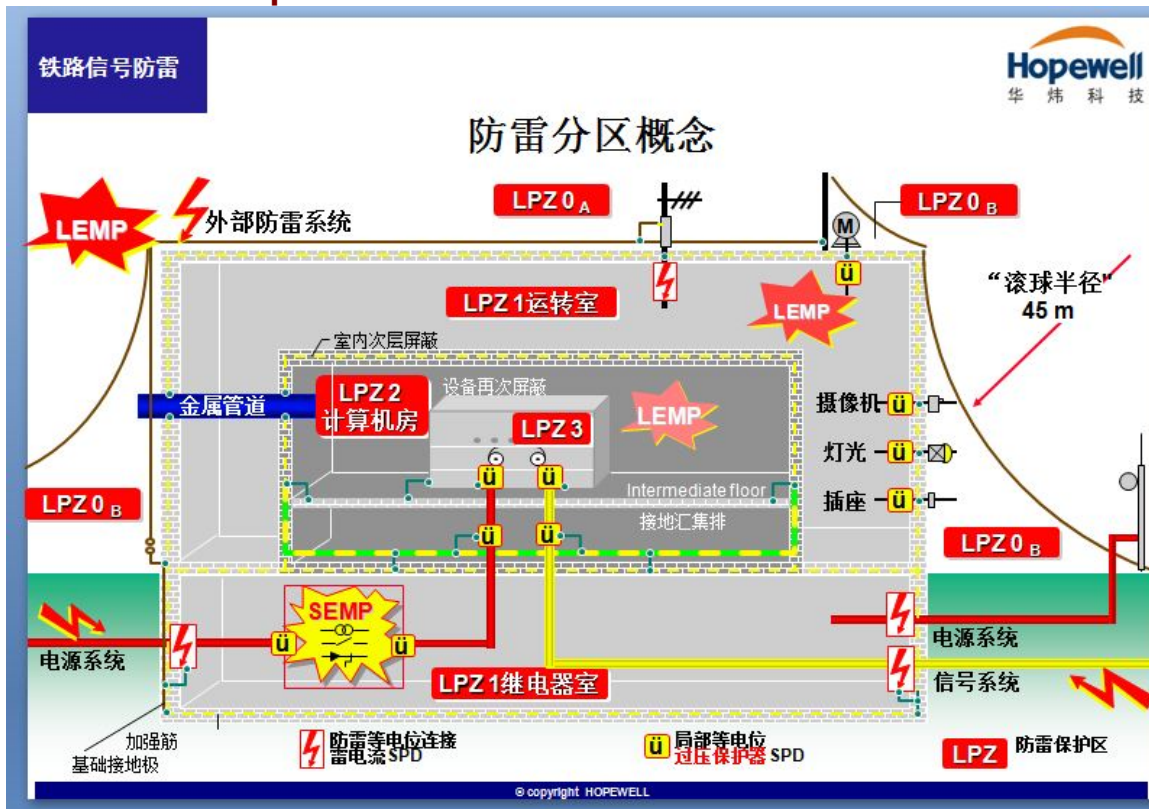 铁路信号防雷
Hopewell
华炜科技
防雷分区概念
LPZ 0 A
LPZ 0 B
LEMP
外部防雷系统
M
ü
LPZ 1运转室
LEMP
“滚球半径"
45 m
室内次层屏蔽
LPZ 2
计算机房
设备再次屏蔽
LPZ 3
LEMP
金属管道
摄像机
ü
灯光
ü
插座
ü
ü
ü
Intermediate floor
接地汇集排
LPZ 0 B
ü
ü
LPZ 0 B
SEMP
ü
ü
电源系统
电源系统
LPZ 1继电器室
信号系统
加强筋
基础接地极
防雷等电位连接
雷电流 SPD
ü
局部等电位
过压保护器 SPD
LPZ
防雷保护区
© copyright HOPEWELL